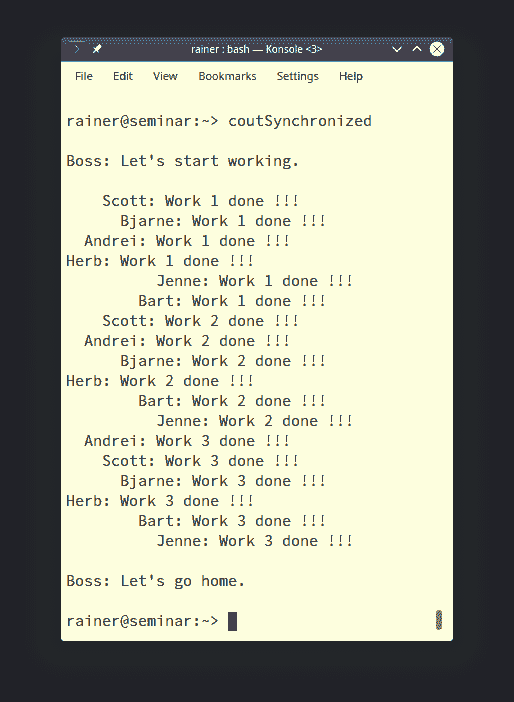 rainer : bash — Konsole <3>
File Edit View Bookmarks Settings Help
rainer@seminar:~> coutSynchronized
Boss: Let's start working.
    Scott: Work 1 done !!!
      Bjarne: Work 1 done !!!
  Andrei: Work 1 done !!!
Herb: Work 1 done !!!
          Jenne: Work 1 done !!!
        Bart: Work 1 done !!!
    Scott: Work 2 done !!!
  Andrei: Work 2 done !!!
      Bjarne: Work 2 done !!!
Herb: Work 2 done !!!
        Bart: Work 2 done !!!
          Jenne: Work 2 done !!!
  Andrei: Work 3 done !!!
    Scott: Work 3 done !!!
      Bjarne: Work 3 done !!!
Herb: Work 3 done !!!
        Bart: Work 3 done !!!
          Jenne: Work 3 done !!!
Boss: Let's go home.
rainer@seminar:~>